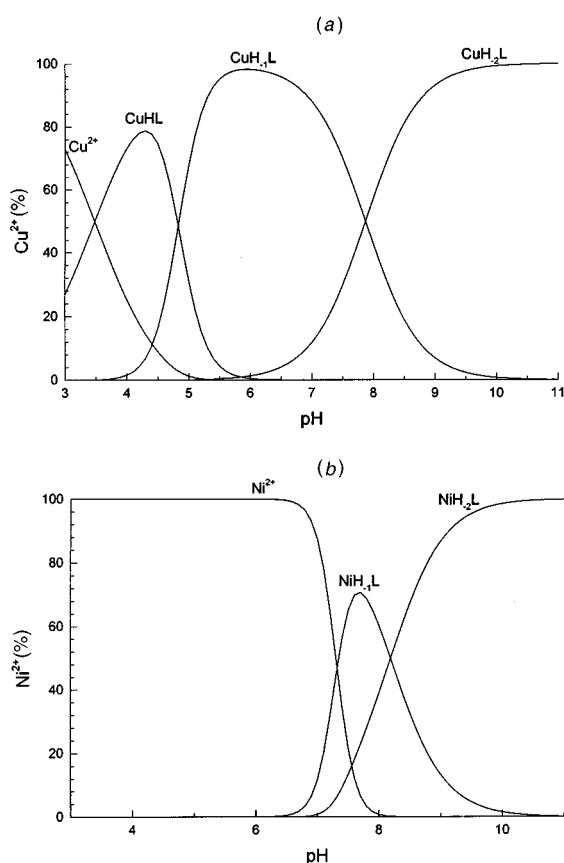 (a)
CuH₋₁L
CuH₋₂L
CuHL
Cu²⁺
100
80
60
40
20
0
Cu²⁺(%)
3 4 5 6 7 8 9 10 11
pH
(b)
Ni²⁺
NiH₋₂L
NiH₋₁L
100
80
60
40
20
0
Ni²⁺(%)
4 6 8 10
pH